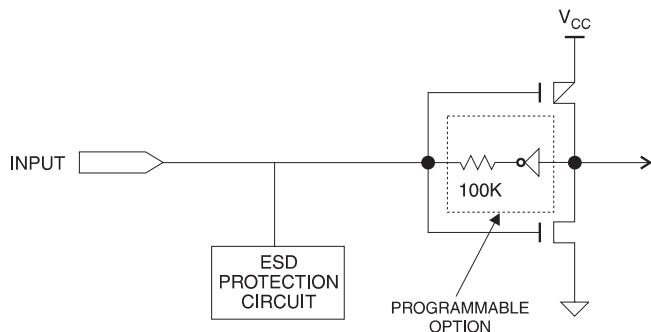 VCC
INPUT
100K
ESD
PROTECTION
CIRCUIT
PROGRAMMABLE
OPTION